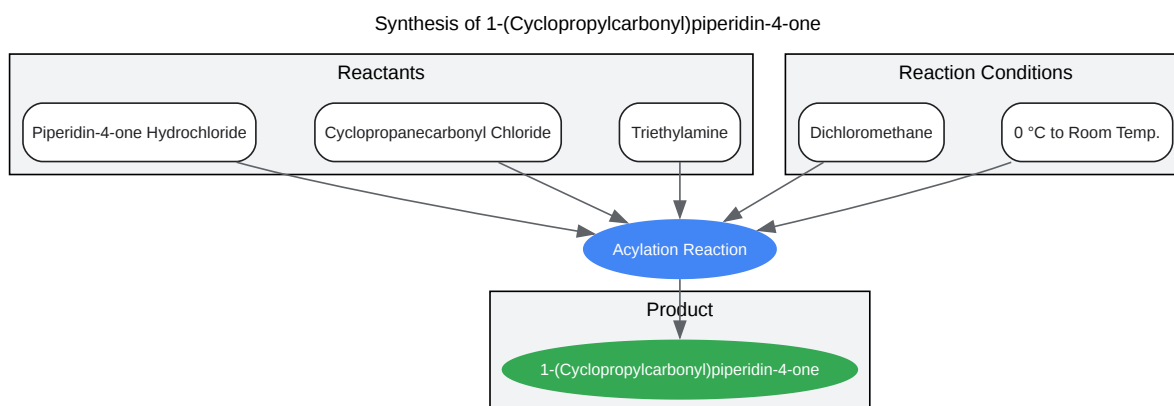 Synthesis of 1-(Cyclopropylcarbonyl)piperidin-4-one
Reactants
Reaction Conditions
Piperidin-4-one Hydrochloride
Cyclopropanecarbonyl Chloride
Triethylamine
Dichloromethane
0 °C to Room Temp.
Acylation Reaction
Product
1-(Cyclopropylcarbonyl)piperidin-4-one